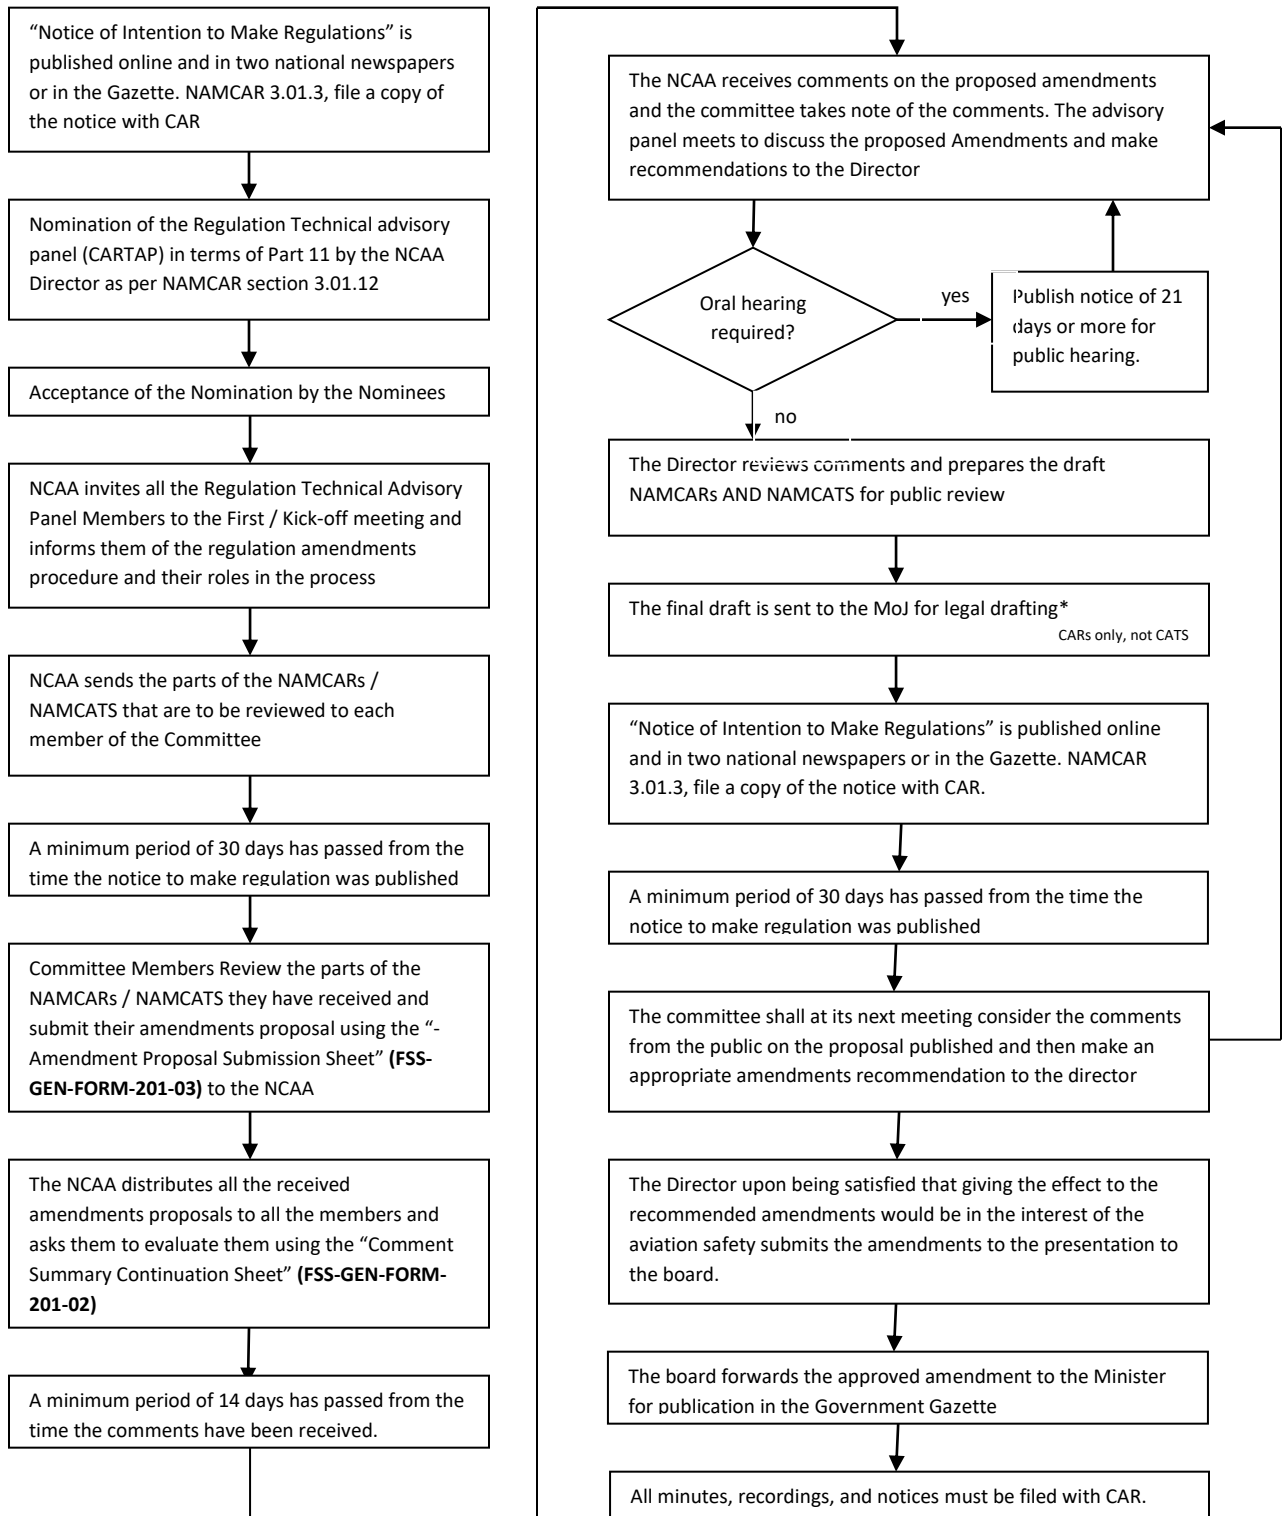 “Notice of Intention to Make Regulations” is
published online and in two national newspapers
or in the Gazette. NAMCAR 3.01.3, file a copy of
the notice with CAR
Nomination of the Regulation Technical advisory
panel (CARTAP) in terms of Part 11 by the NCAA
Director as per NAMCAR section 3.01.12
Acceptance of the Nomination by the Nominees
NCAA invites all the Regulation Technical Advisory
Panel Members to the First / Kick-off meeting and
informs them of the regulation amendments
procedure and their roles in the process
NCAA sends the parts of the NAMCARs /
NAMCATS that are to be reviewed to each
member of the Committee
A minimum period of 30 days has passed from the
time the notice to make regulation was published
Committee Members Review the parts of the
NAMCARs / NAMCATS they have received and
submit their amendments proposal using the “-
Amendment Proposal Submission Sheet” (FSS-
GEN-FORM-201-03) to the NCAA
The NCAA distributes all the received
amendments proposals to all the members and
asks them to evaluate them using the “Comment
Summary Continuation Sheet” (FSS-GEN-FORM-
201-02)
A minimum period of 14 days has passed from the
time the comments have been received.
The NCAA receives comments on the proposed amendments
and the committee takes note of the comments. The advisory
panel meets to discuss the proposed Amendments and make
recommendations to the Director
Oral hearing
required?
yes
Publish notice of 21
days or more for
public hearing.
no
The Director reviews comments and prepares the draft
NAMCARs AND NAMCATS for public review
The final draft is sent to the MoJ for legal drafting*
CARs only, not CATS
“Notice of Intention to Make Regulations” is published online
and in two national newspapers or in the Gazette. NAMCAR
3.01.3, file a copy of the notice with CAR.
A minimum period of 30 days has passed from the time the
notice to make regulation was published
The committee shall at its next meeting consider the comments
from the public on the proposal published and then make an
appropriate amendments recommendation to the director
The Director upon being satisfied that giving the effect to the
recommended amendments would be in the interest of the
aviation safety submits the amendments to the presentation to
the board.
The board forwards the approved amendment to the Minister
for publication in the Government Gazette
All minutes, recordings, and notices must be filed with CAR.